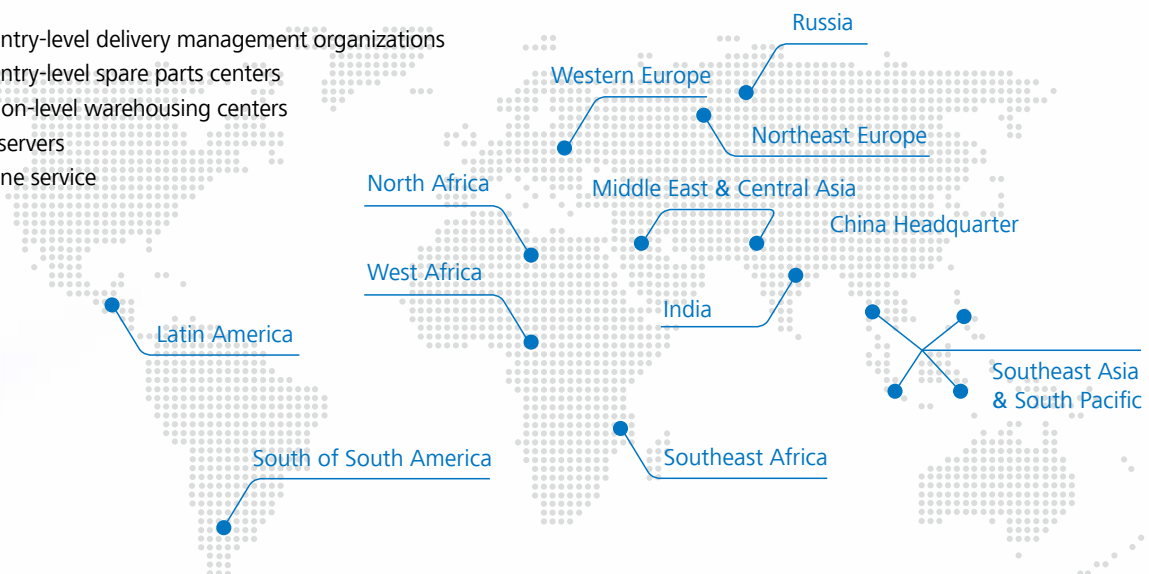 ntry-level delivery management organizations
entry-level spare parts centers
on-level warehousing centers
servers
ne service
Russia
Western Europe
Northeast Europe
North Africa
Middle East & Central Asia
China Headquarter
West Africa
India
Latin America
Southeast Asia
& South Pacific
South of South America
Southeast Africa